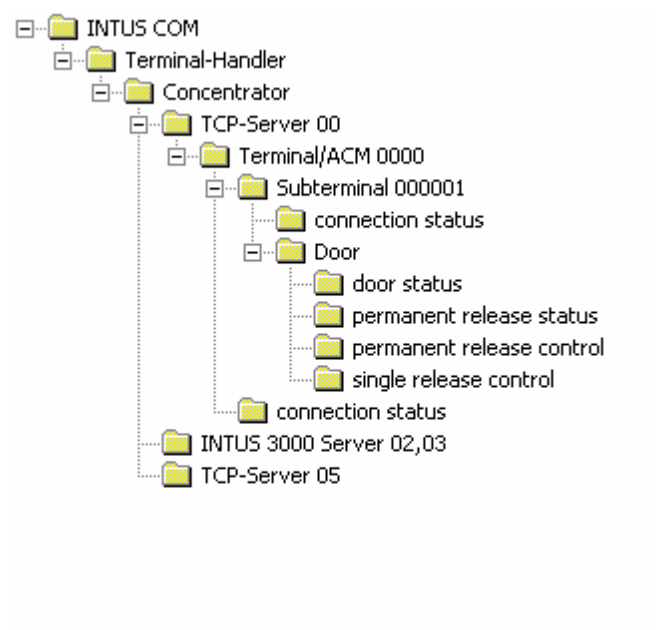 INTUS COM
Terminal-Handler
Concentrator
TCP-Server 00
Terminal/ACM 0000
Subterminal 000001
connection status
Door
door status
permanent release status
permanent release control
single release control
connection status
INTUS 3000 Server 02,03
TCP-Server 05